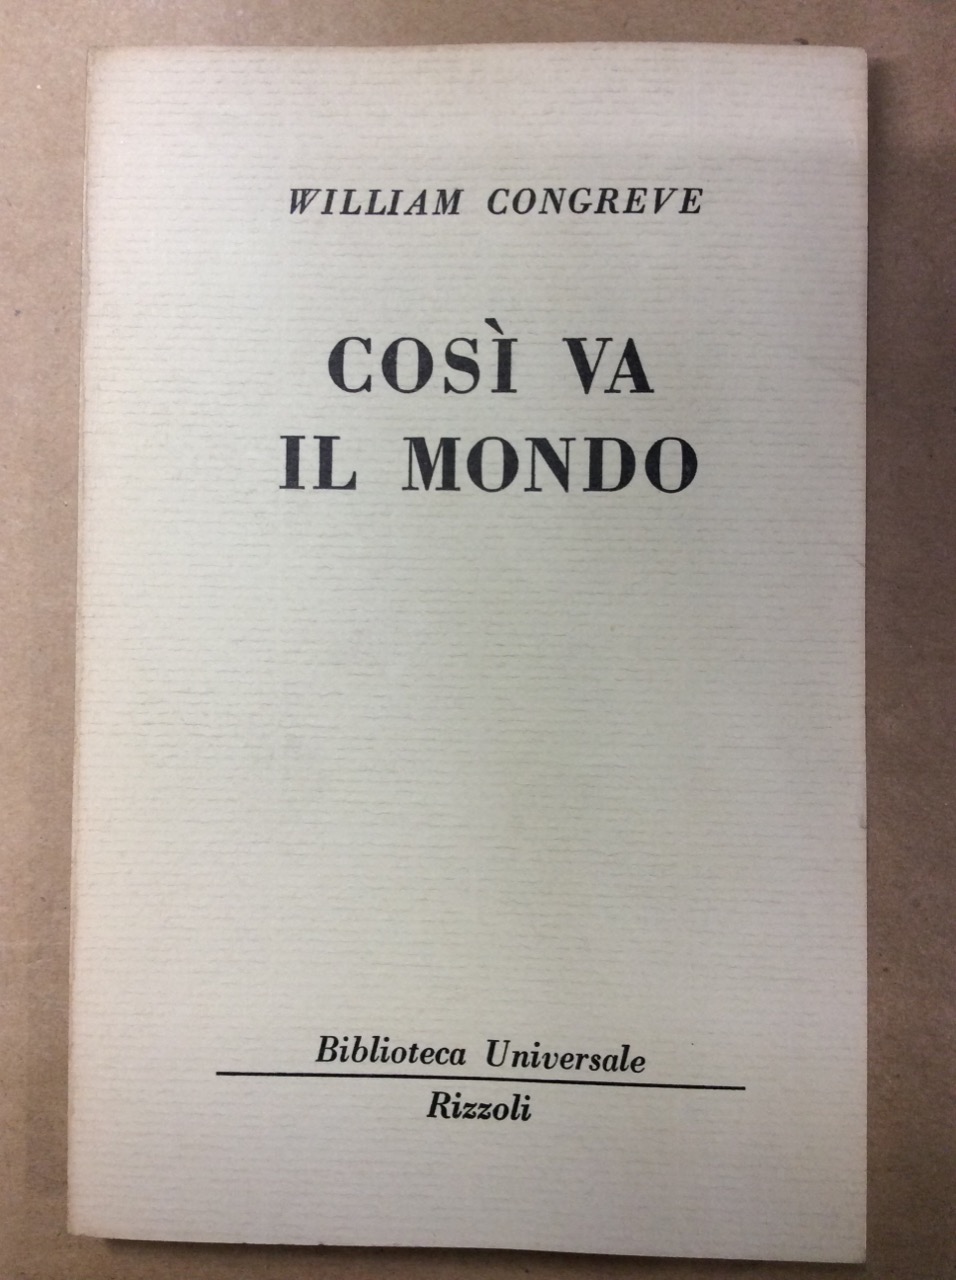 WILLIAM CONGREVE
COSÌ VA
IL MONDO
Biblioteca Universale
Rizzoli